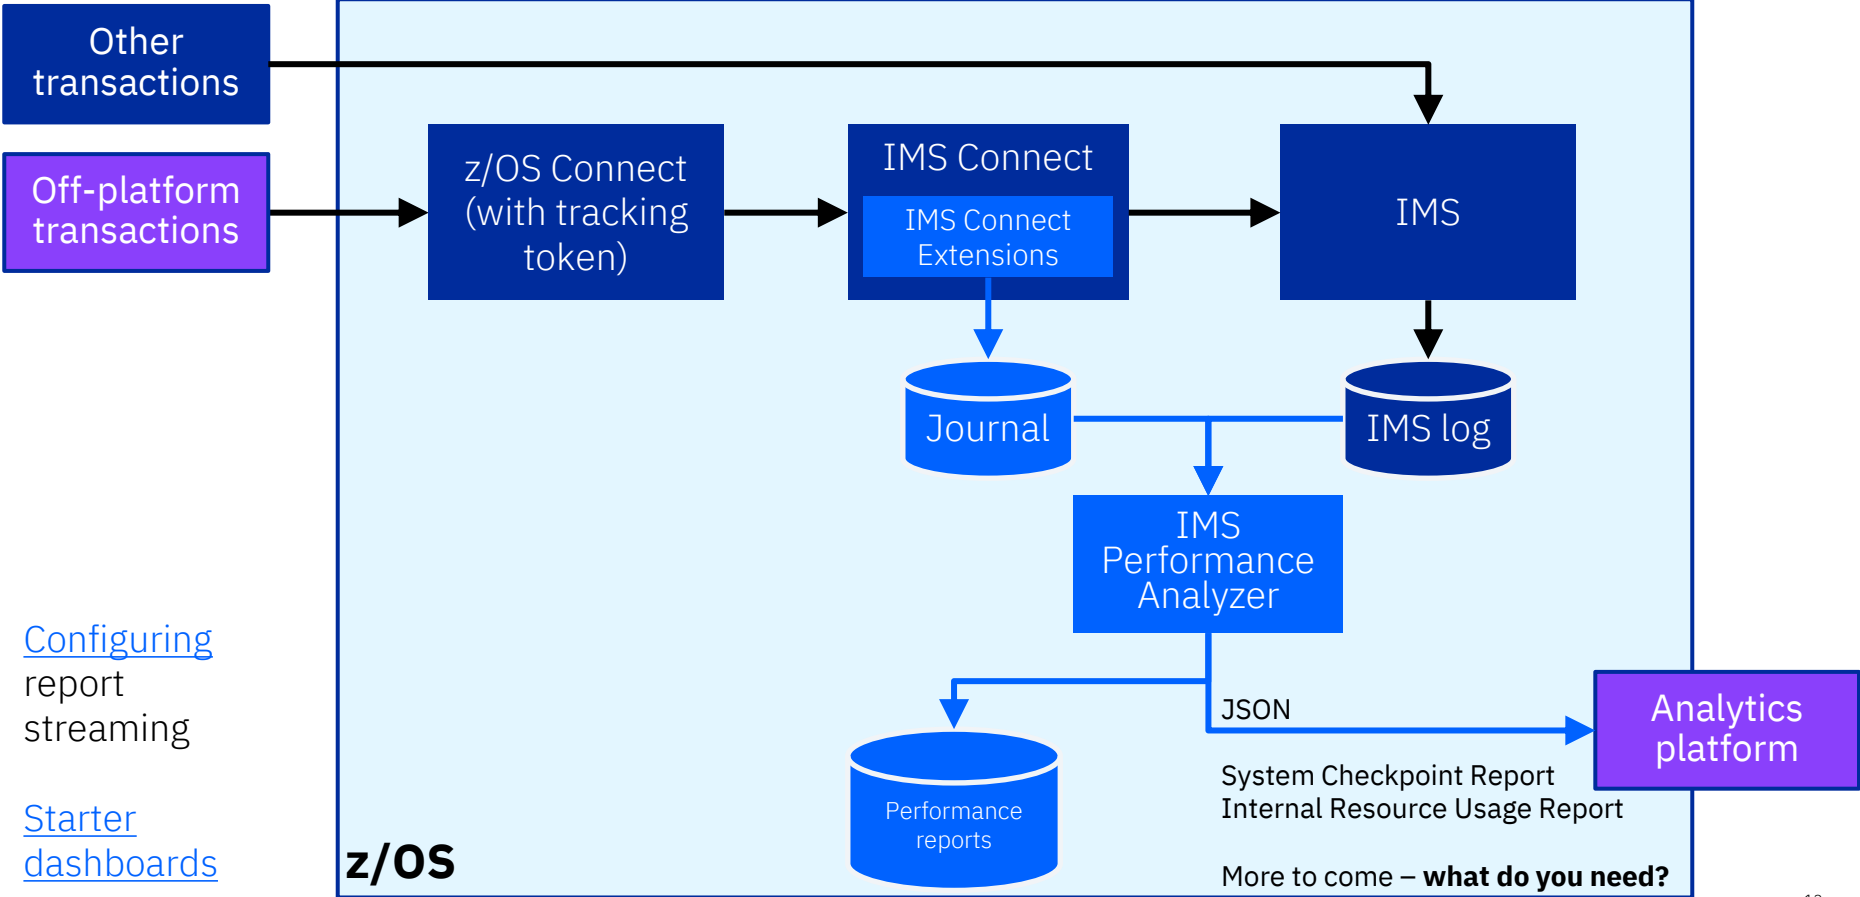 Other
transactions
Off-platform
transactions
z/OS Connect
(with tracking
token)
IMS Connect
IMS Connect
Extensions
IMS
Journal
IMS log
IMS
Performance
Analyzer
Configuring
report
streaming
Starter
dashboards
JSON
Analytics
platform
System Checkpoint Report
Internal Resource Usage Report
Performance
reports
More to come – what do you need?
z/OS